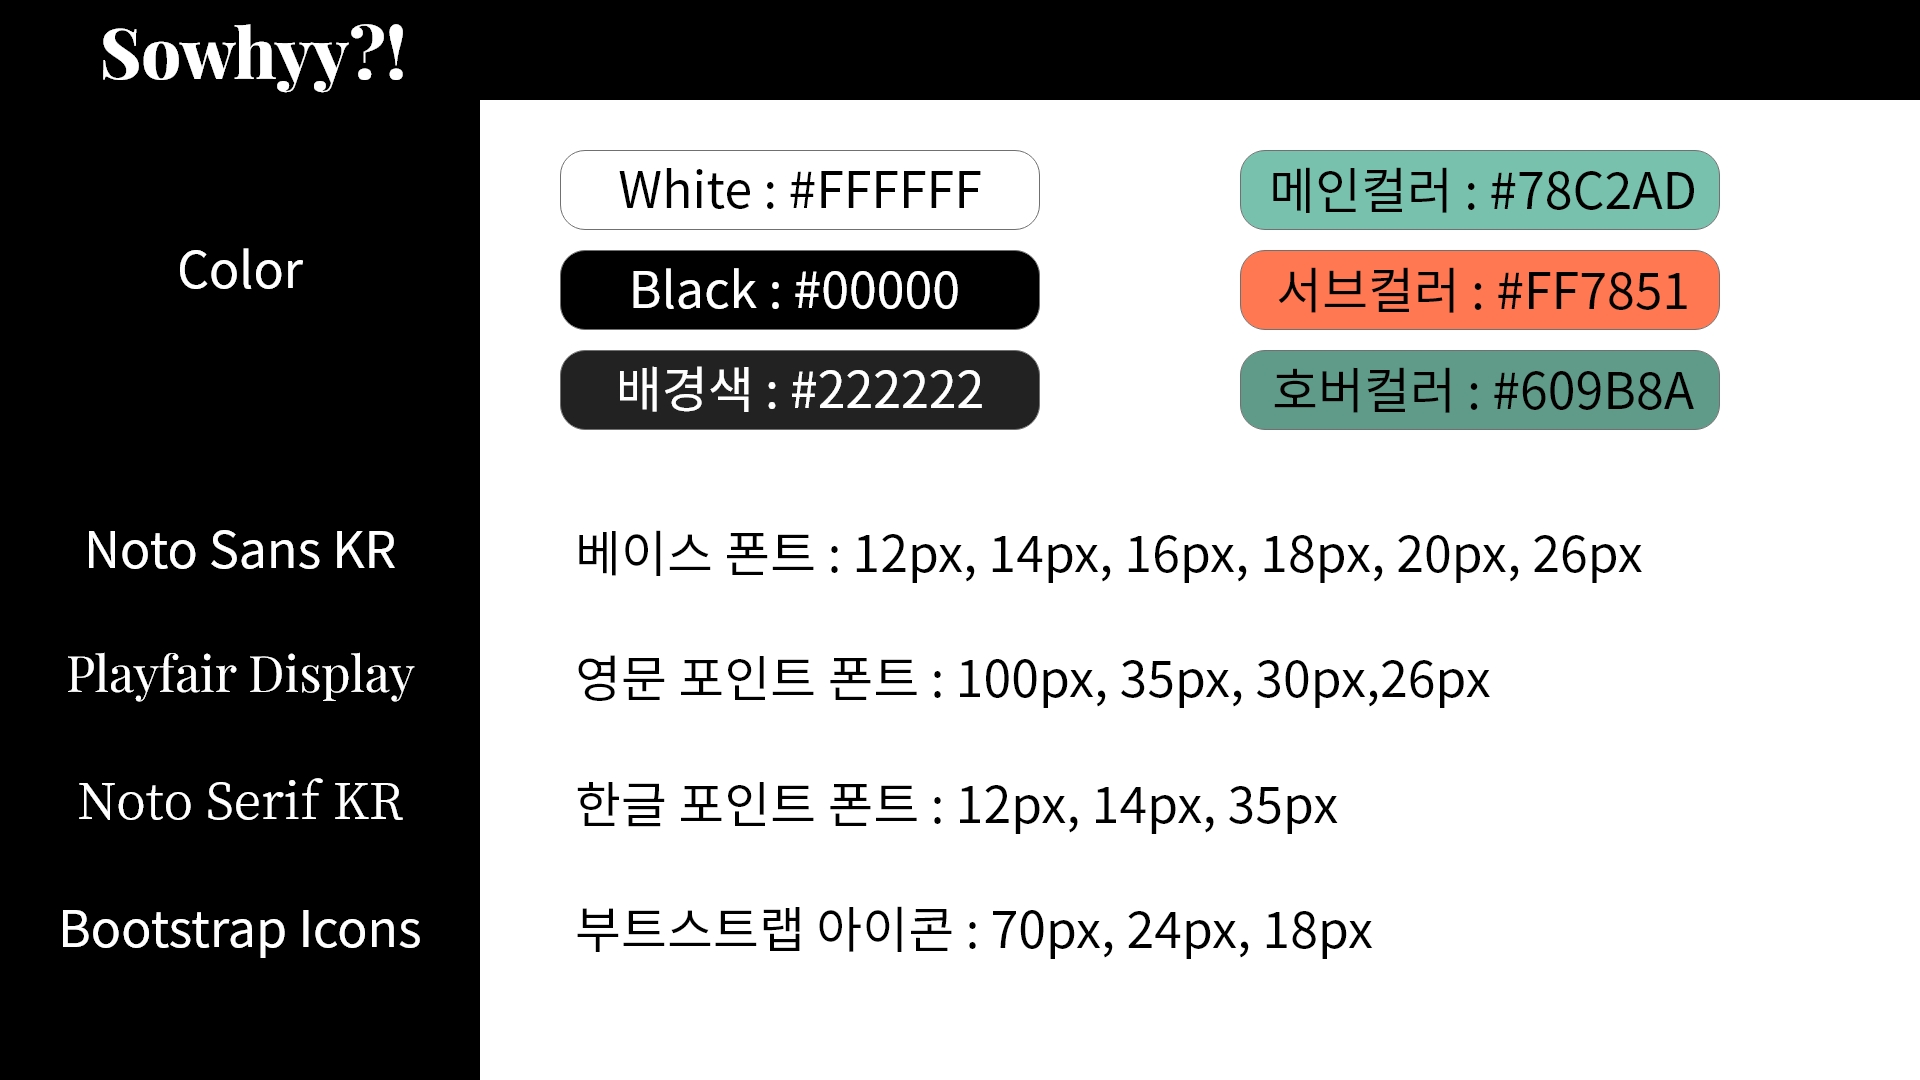 Sowhyy?!
Color
White : #FFFFFF
메인컬러 : #78C2AD
Black : #00000
서브컬러 : #FF7851
배경색 : #222222
호버컬러 : #609B8A
Noto Sans KR
베이스 폰트 : 12px, 14px, 16px, 18px, 20px, 26px
Playfair Display
영문 포인트 폰트 : 100px, 35px, 30px,26px
Noto Serif KR
한글 포인트 폰트 : 12px, 14px, 35px
Bootstrap Icons
부트스트랩 아이콘 : 70px, 24px, 18px